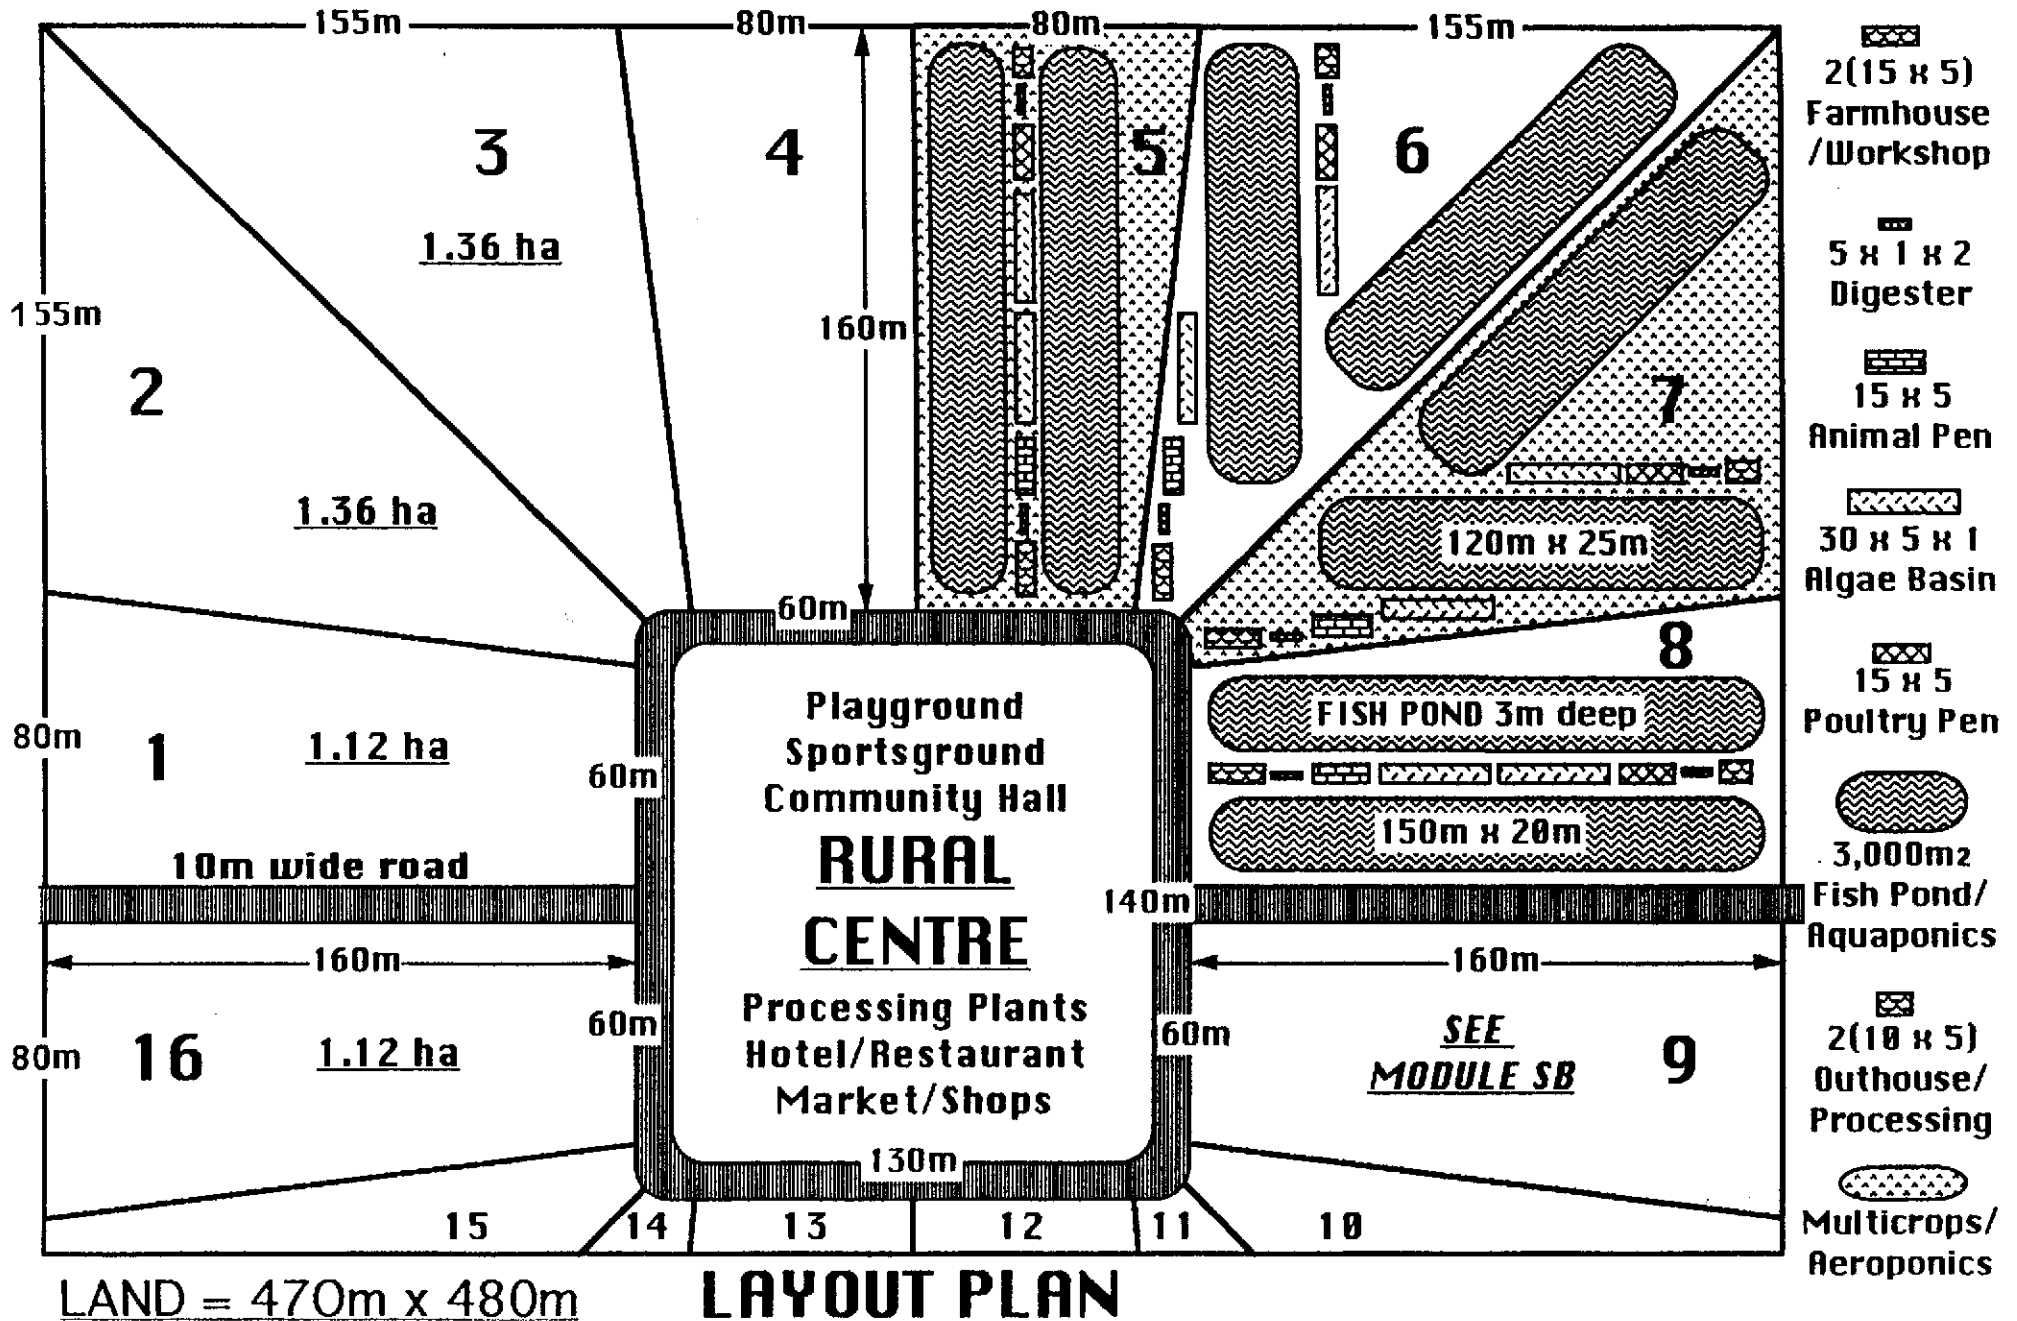 155m 80m 80m 155m
2(15 x 5)
Farmhouse
/Workshop
3 4 5 6
1.36 ha
5 x 1 x 2
Digester
155m
160m
2
7
15 x 5
Animal Pen
1.36 ha
120m x 25m
30 x 5 x 1
Algae Basin
60m
8
15 x 5
Poultry Pen
80m
1
1.12 ha
60m
Playground
Sportsground
Community Hall
RURAL
CENTRE
Processing Plants
Hotel/Restaurant
Market/Shops
FISH POND 3m deep
150m x 20m
3,000m2
Fish Pond/
Aquaponics
10m wide road
140m
160m
160m
80m
16
1.12 ha
60m
60m
SEE
MODULE SB
9
2(10 x 5)
Outhouse/
Processing
130m
15 14 13 12 11 10
Multicrops/
Aeroponics
LAND = 470m x 480m
LAYOUT PLAN